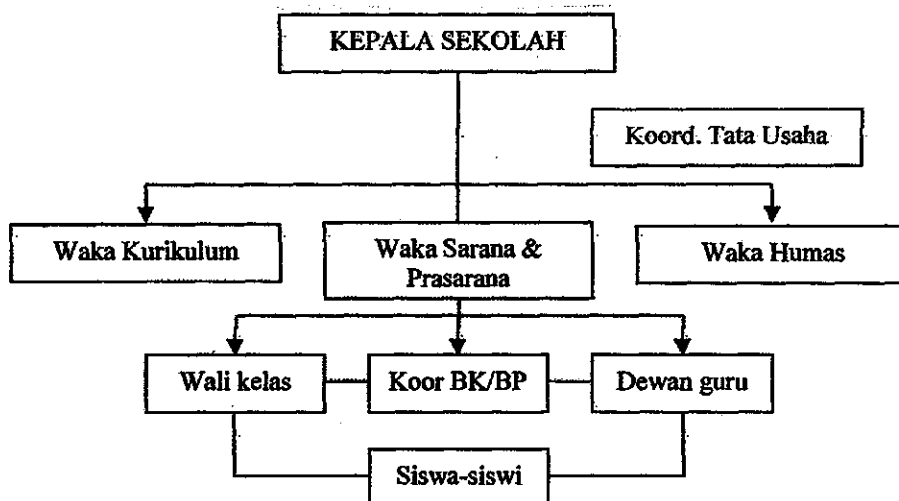 KEPALA SEKOLAH
Koord. Tata Usaha
Waka Kurikulum
Waka Sarana &
Prasarana
Waka Humas
Wali kelas
Koor BK/BP
Dewan guru
Siswa-siswi